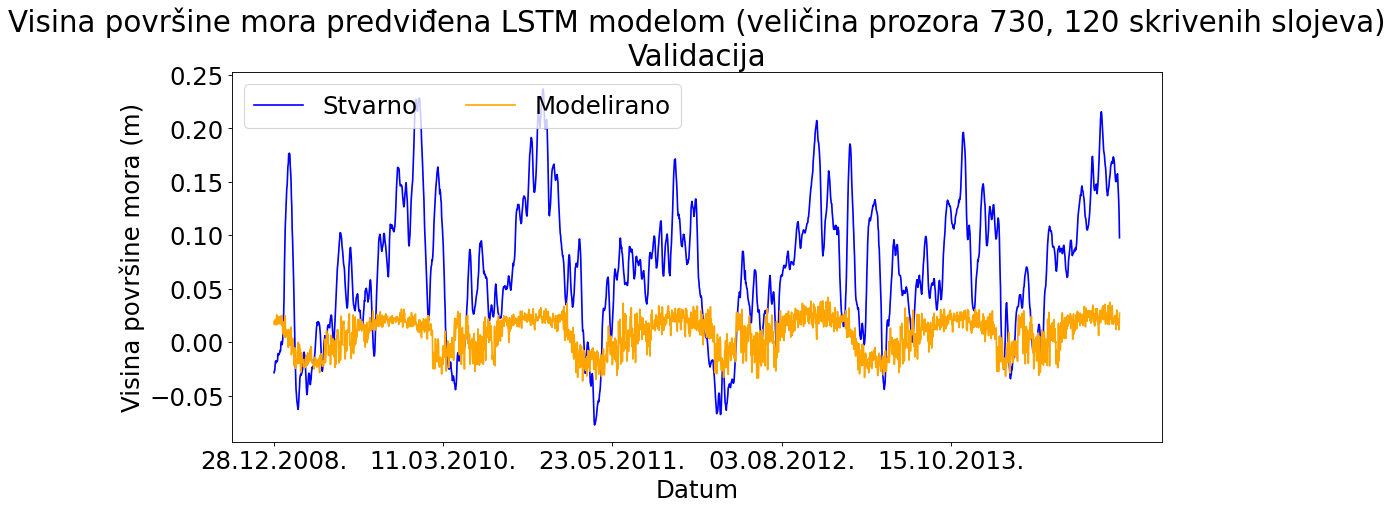 Visina površine mora predviđena LSTM modelom (veličina prozora 730, 120 skrivenih slojeva)
Validacija
Stvarno Modelirano
Visina površine mora (m)
0.25
0.20
0.15
0.10
0.05
0.00
−0.05
28.12.2008. 11.03.2010. 23.05.2011. 03.08.2012. 15.10.2013.
Datum